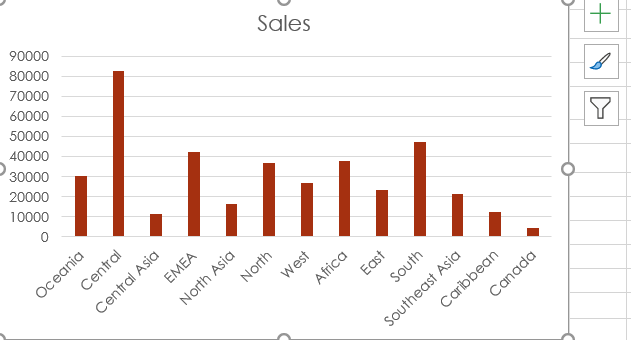 Sales
90000
80000
70000
60000
50000
40000
30000
20000
10000
0
Oceania
Central
Central Asia
EMEA
North Asia
North
West
Africa
East
South
Southeast Asia
Caribbean
Canada